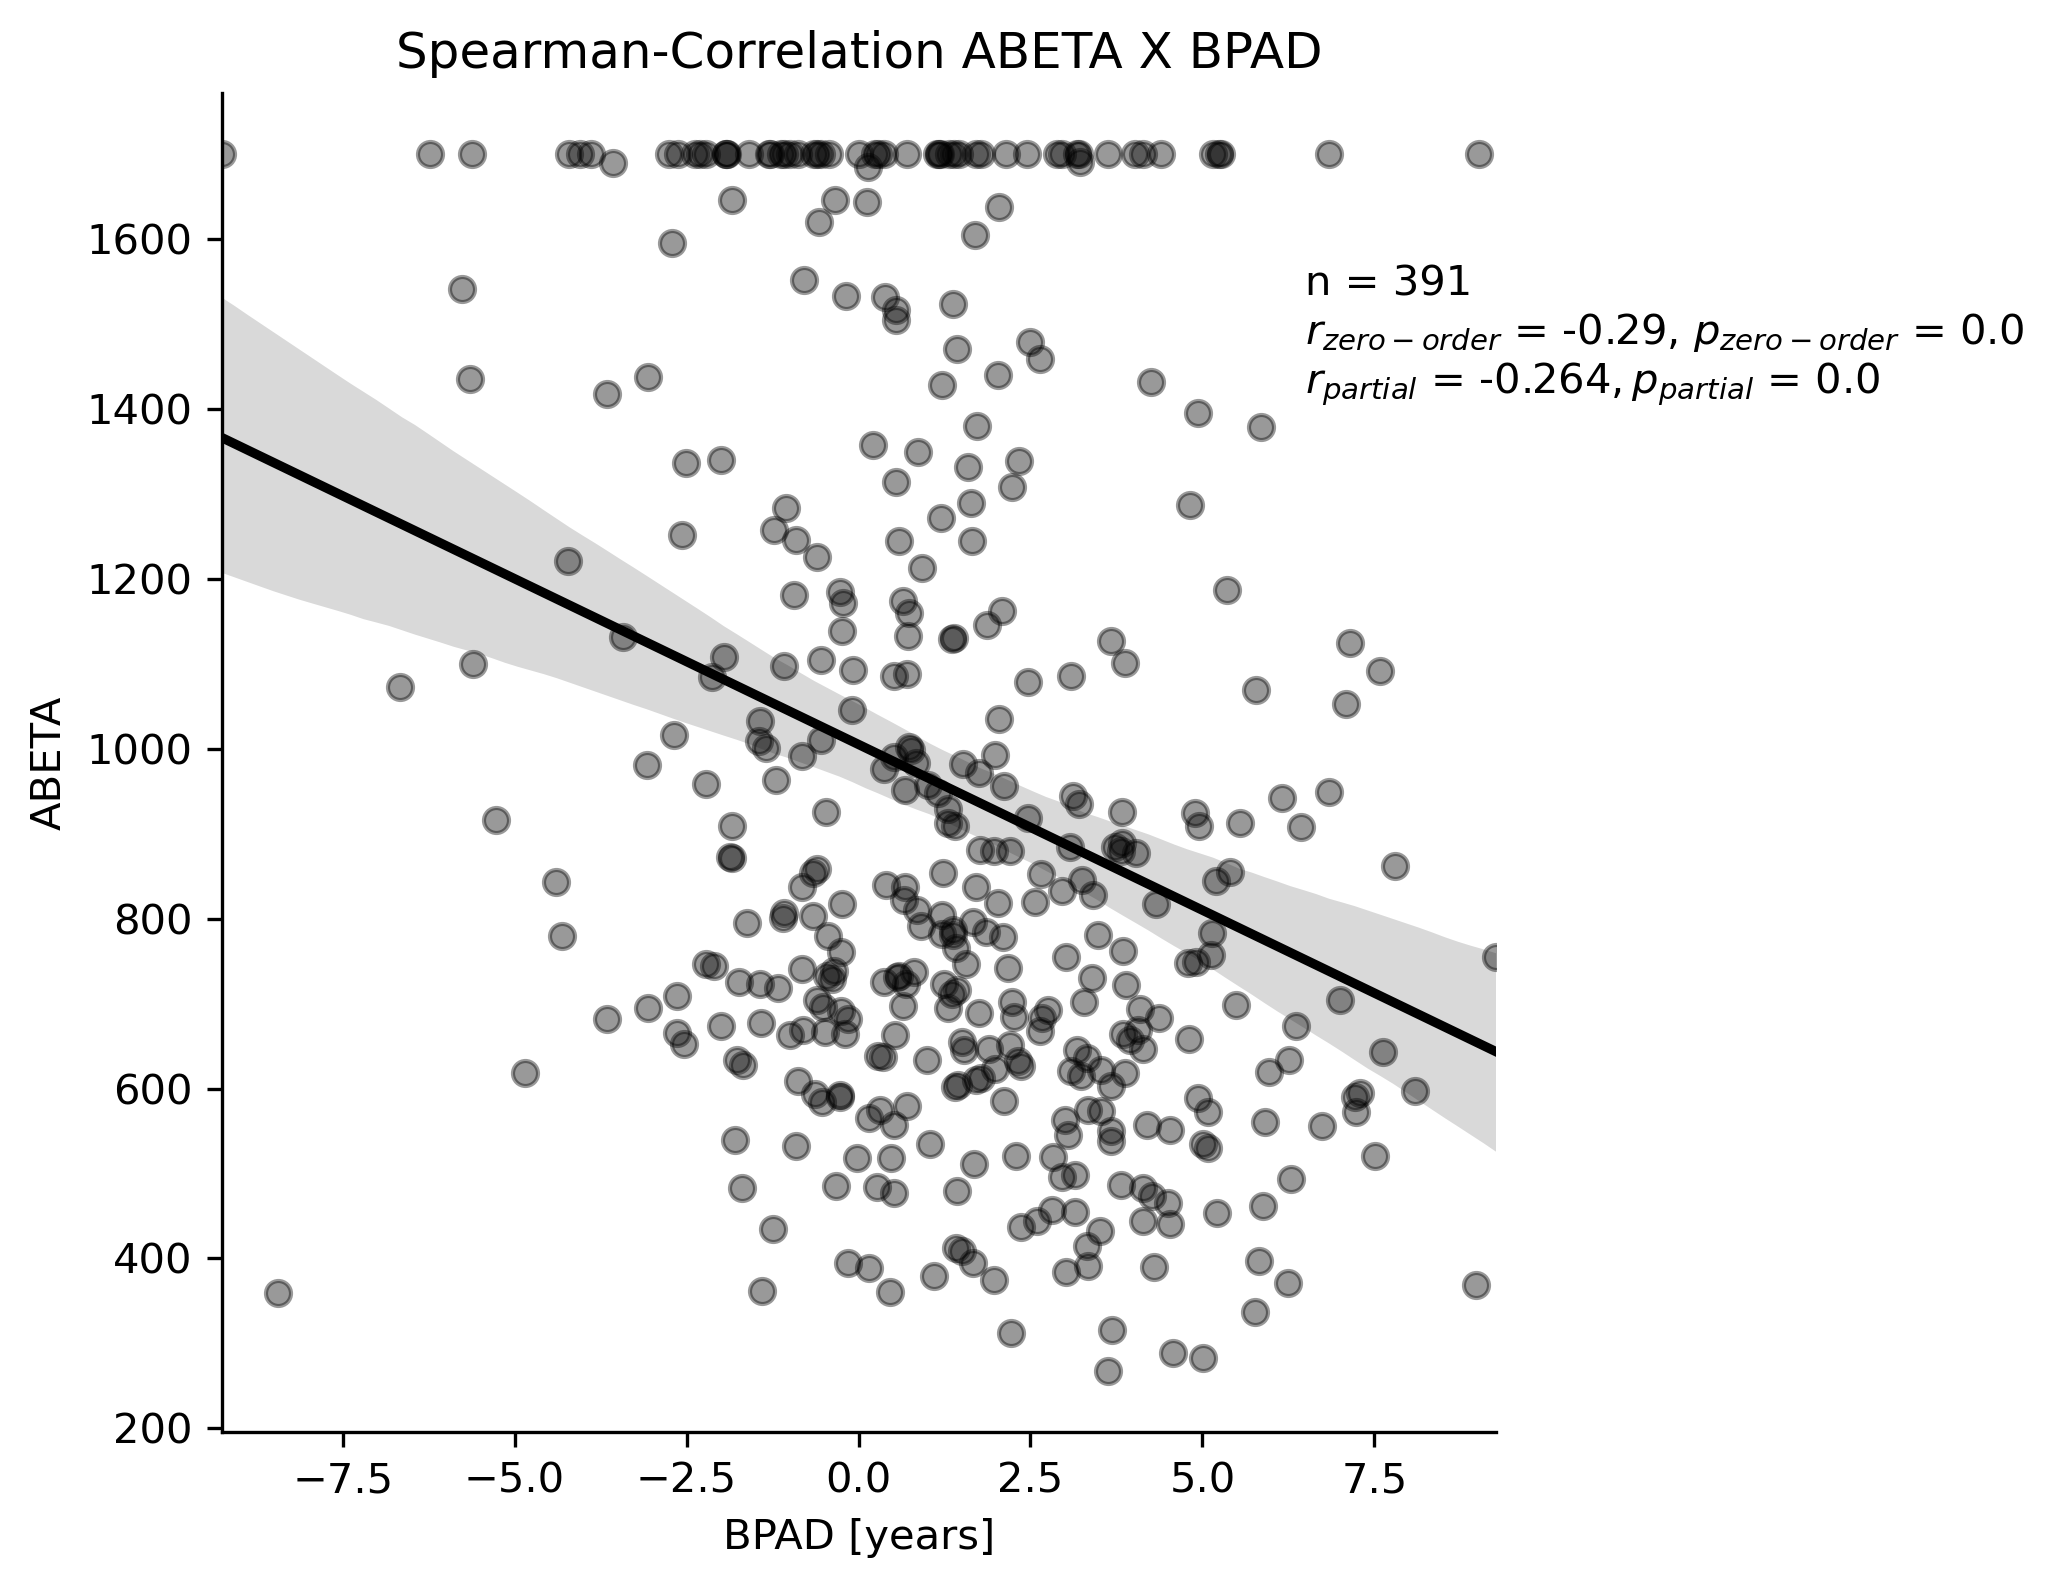 Spearman-Correlation ABETA X BPAD
1600
1400
1200
1000
800
600
400
200
ABETA
n = 391
r_zero−order = -0.29, p_zero−order = 0.0
r_partial = -0.264, p_partial = 0.0
−7.5 −5.0 −2.5 0.0 2.5 5.0 7.5
BPAD [years]